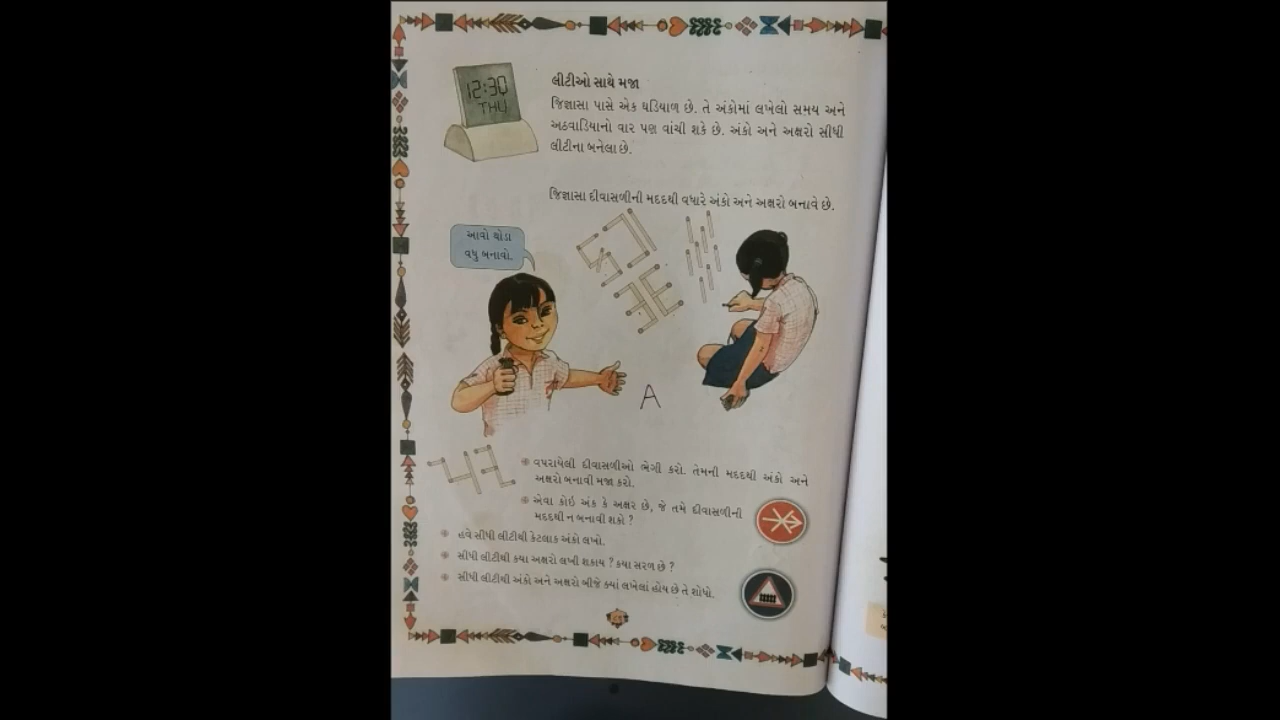 12:30
THU
લીટીઓ સાથે મજા
જિજ્ઞાસા પાસે એક ઘડિયાળ છે. તે અંકોમાં લખેલો સમય અને
અઠવાડિયાનો વાર પણ વાંચી શકે છે. અંકો અને અક્ષરો સીધી
લીટીના બનેલા છે.
જિજ્ઞાસા દીવાસળીની મદદથી વધારે અંકો અને અક્ષરો બનાવે છે.
આવો થોડા
વધુ બનાવો.
A
વપરાયેલી દીવાસળીઓ ભેગી કરો. તેમની મદદથી અંકો અને
અક્ષરો બનાવી મજા કરો.
એવા કોઇ અંક કે અક્ષર છે, જે તમે દીવાસળીની
મદદથી ન બનાવી શકો ?
હવે સીધી લીટીથી કેટલાક અંકો લખો.
સીધી લીટીથી કયા અક્ષરો લખી શકાય ? કયા સરળ છે ?
સીધી લીટીથી અંકો અને અક્ષરો બીજે ક્યાં લખેલાં હોય છે તે શોધો.